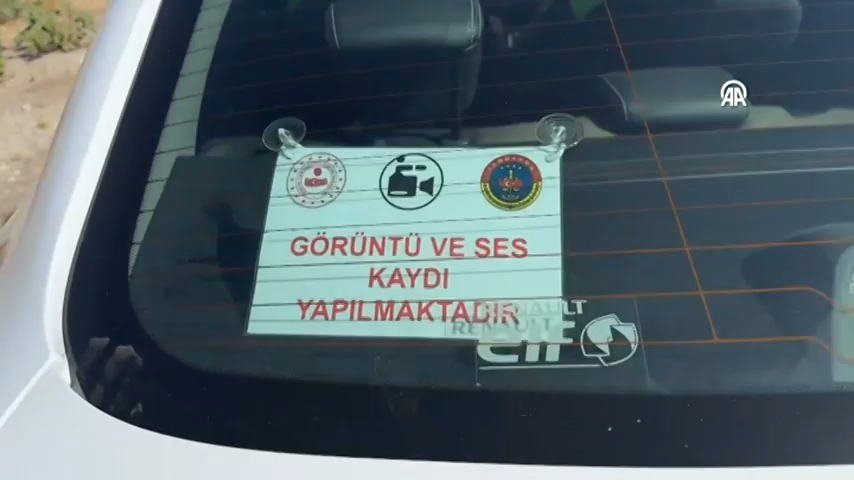 AA
GÖRÜNTÜ VE SES
KAYDI
YAPILMAKTADIR
RENAULT
RENAULT
elf